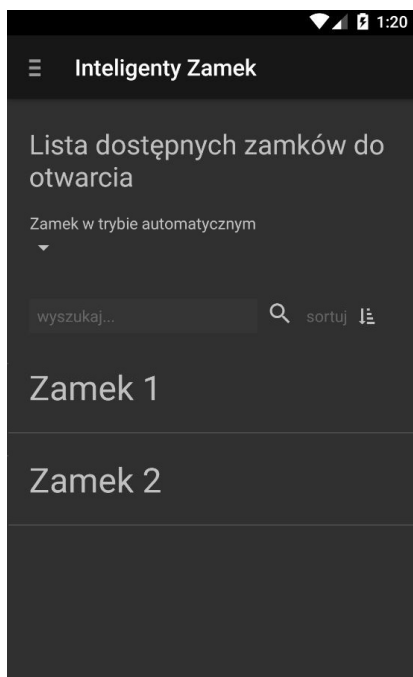 1:20
Inteligenty Zamek
Lista dostępnych zamków do
otwarcia
Zamek w trybie automatycznym
wyszukaj...
sortuj
Zamek 1
Zamek 2